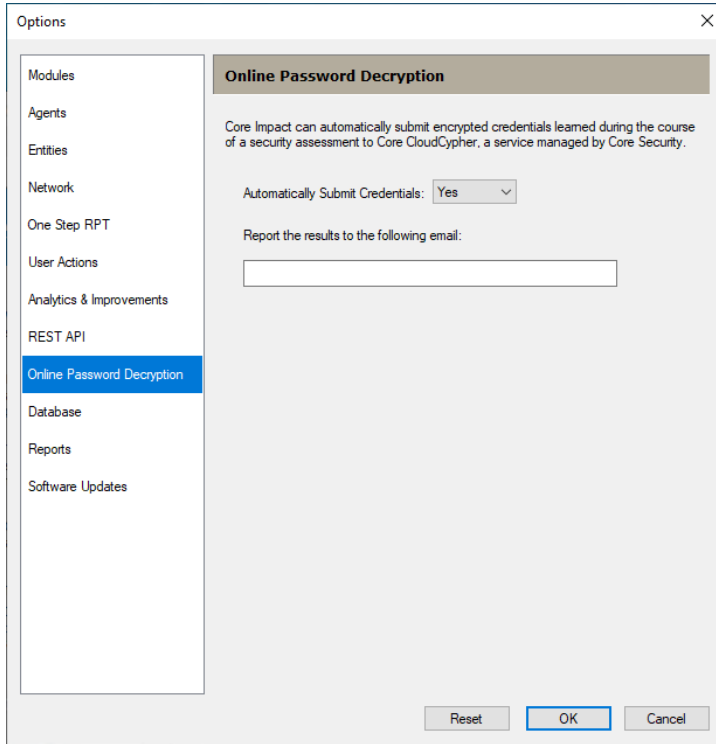 Options
Modules
Agents
Entities
Network
One Step RPT
User Actions
Analytics & Improvements
REST API
Online Password Decryption
Database
Reports
Software Updates
Online Password Decryption
Core Impact can automatically submit encrypted credentials learned during the course
of a security assessment to Core CloudCypher, a service managed by Core Security.
Automatically Submit Credentials: Yes
Report the results to the following email:
Reset OK Cancel